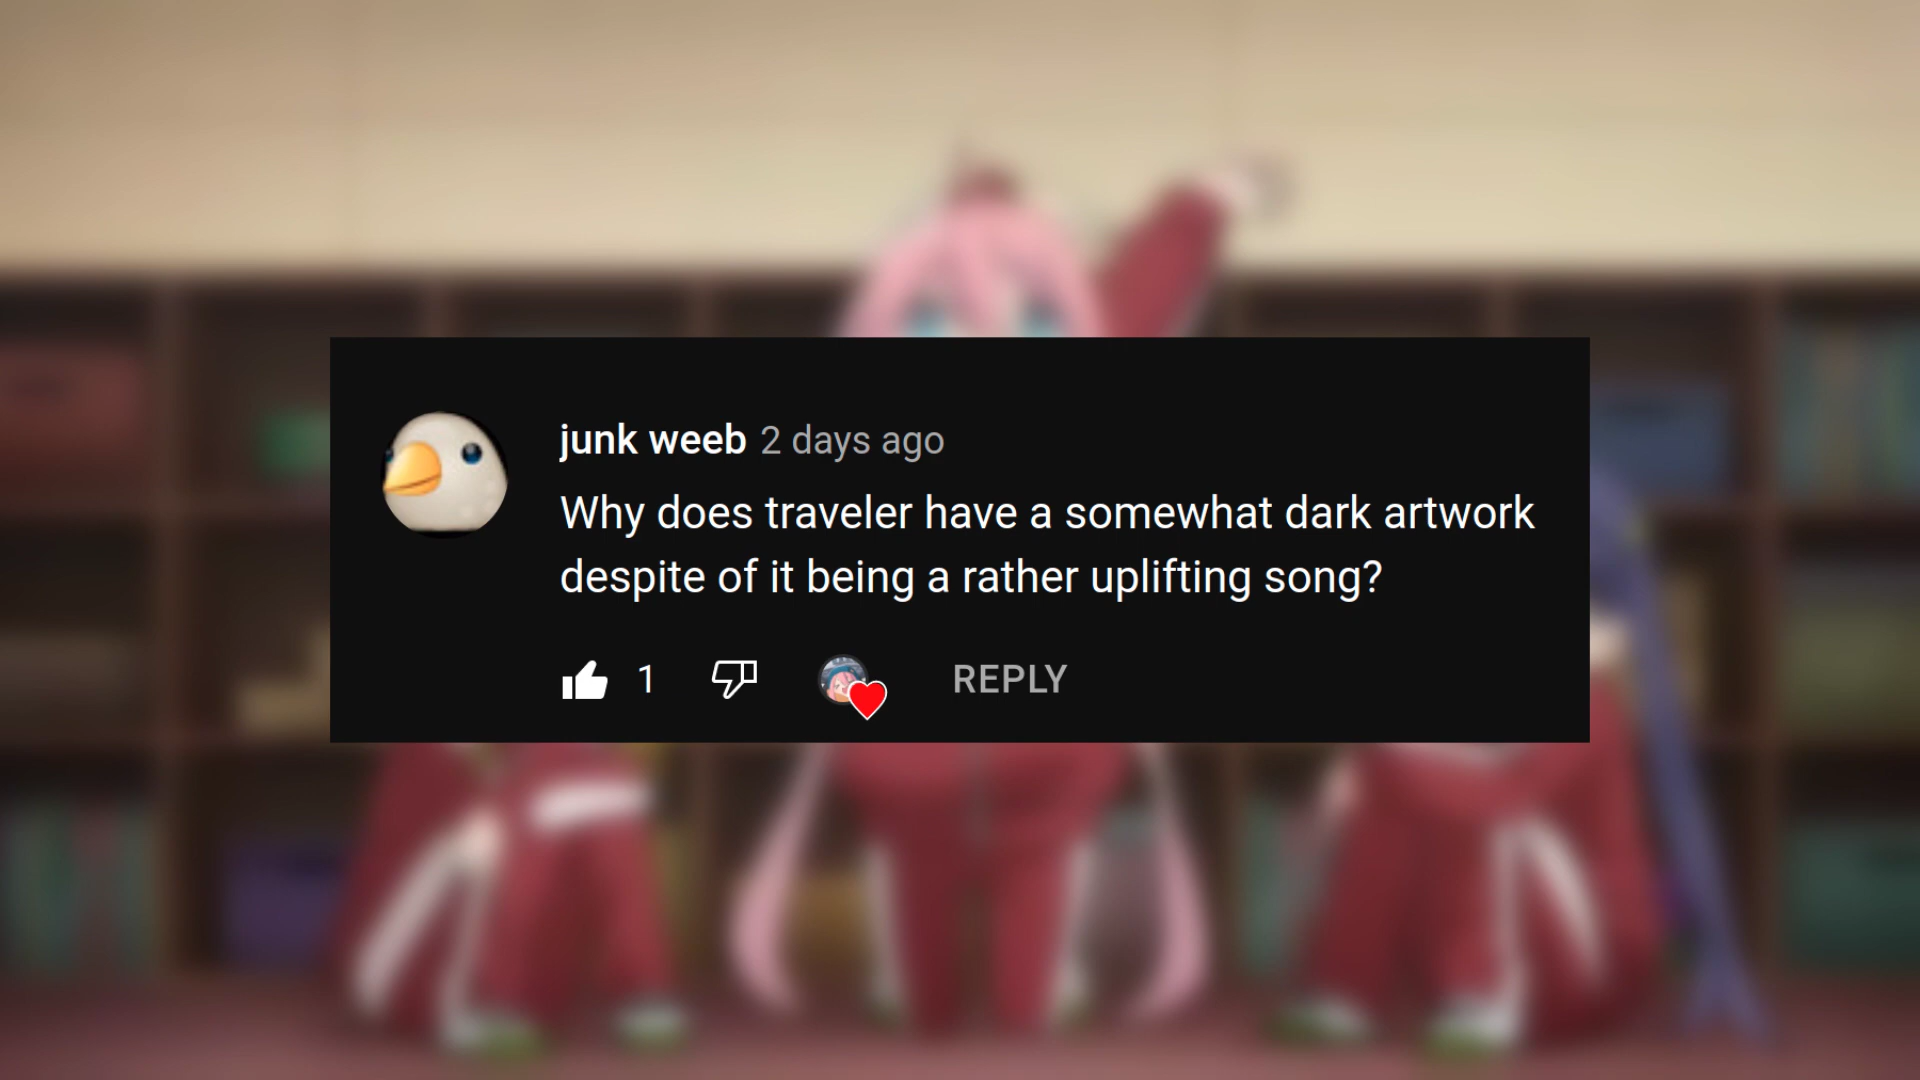 junk weeb 2 days ago
Why does traveler have a somewhat dark artwork
despite of it being a rather uplifting song?
1 REPLY